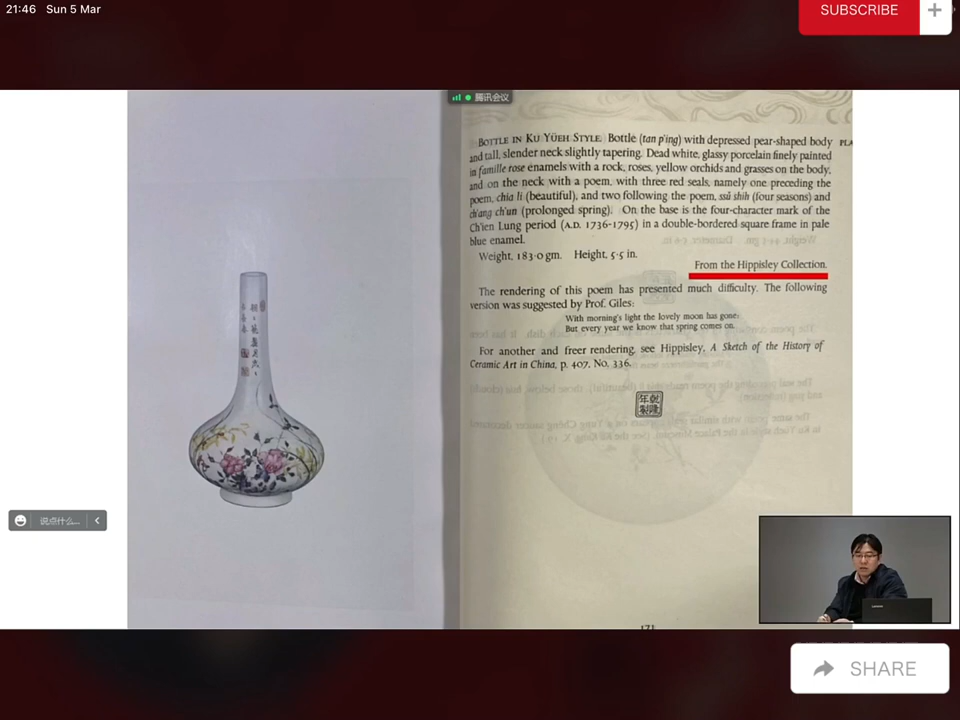 21:46 Sun 5 Mar
SUBSCRIBE
+
腾讯会议
BOTTLE IN KU YÜEH STYLE. Bottle (tan p'ing) with depressed pear-shaped body PLA
and tall, slender neck slightly tapering. Dead white, glassy porcelain finely painted
in famille rose enamels with a rock, roses, yellow orchids and grasses on the body,
and on the neck with a poem, with three red seals, namely one preceding the
poem, chia li (beautiful), and two following the poem, ssŭ shih (four seasons) and
ch'ang ch'un (prolonged spring). On the base is the four-character mark of the
Ch'ien Lung period (A.D. 1736-1795) in a double-bordered square frame in pale
blue enamel.
Weight, 183·0 gm. Height, 5·5 in.
From the Hippisley Collection.
The rendering of this poem has presented much difficulty. The following
version was suggested by Prof. Giles:
With morning's light the lovely moon has gone:
But every year we know that spring comes on.
For another and freer rendering, see Hippisley, A Sketch of the History of
Ceramic Art in China, p. 407, No. 336.
乾隆
年製
说点什么...
171
SHARE